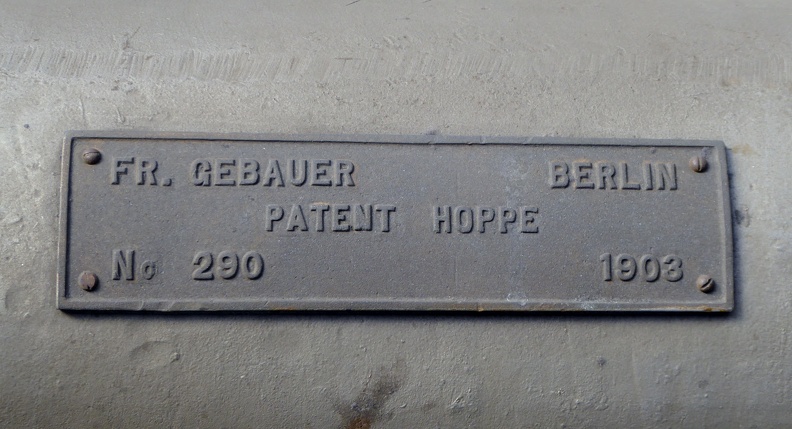 FR. GEBAUER BERLIN
PATENT HOPPE
No 290 1903